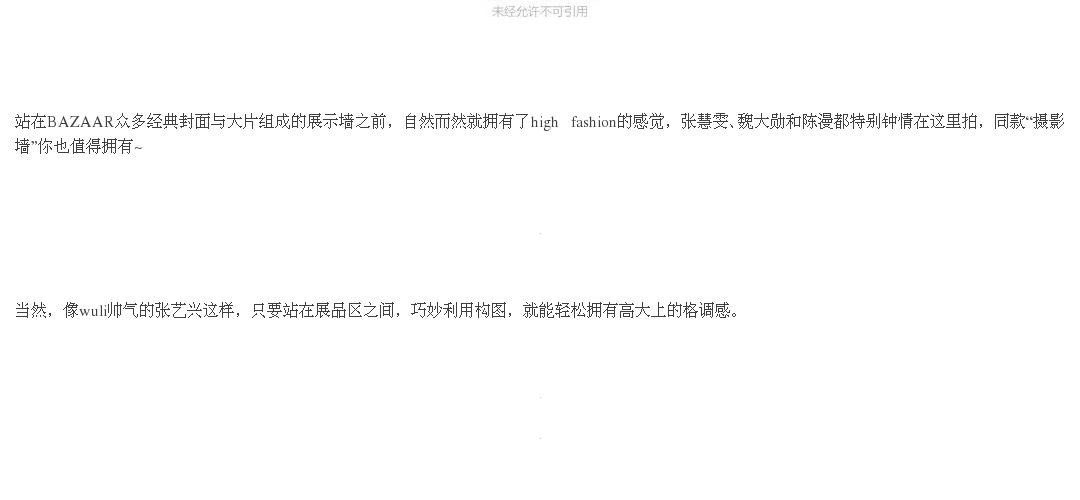 未经允许不可引用
站在BAZAAR众多经典封面与大片组成的展示墙之前，自然而然就拥有了high fashion的感觉，张慧雯、魏大勋和陈漫都特别钟情在这里拍，同款“摄影
墙”你也值得拥有~
当然，像wuli帅气的张艺兴这样，只要站在展品区之间，巧妙利用构图，就能轻松拥有高大上的格调感。